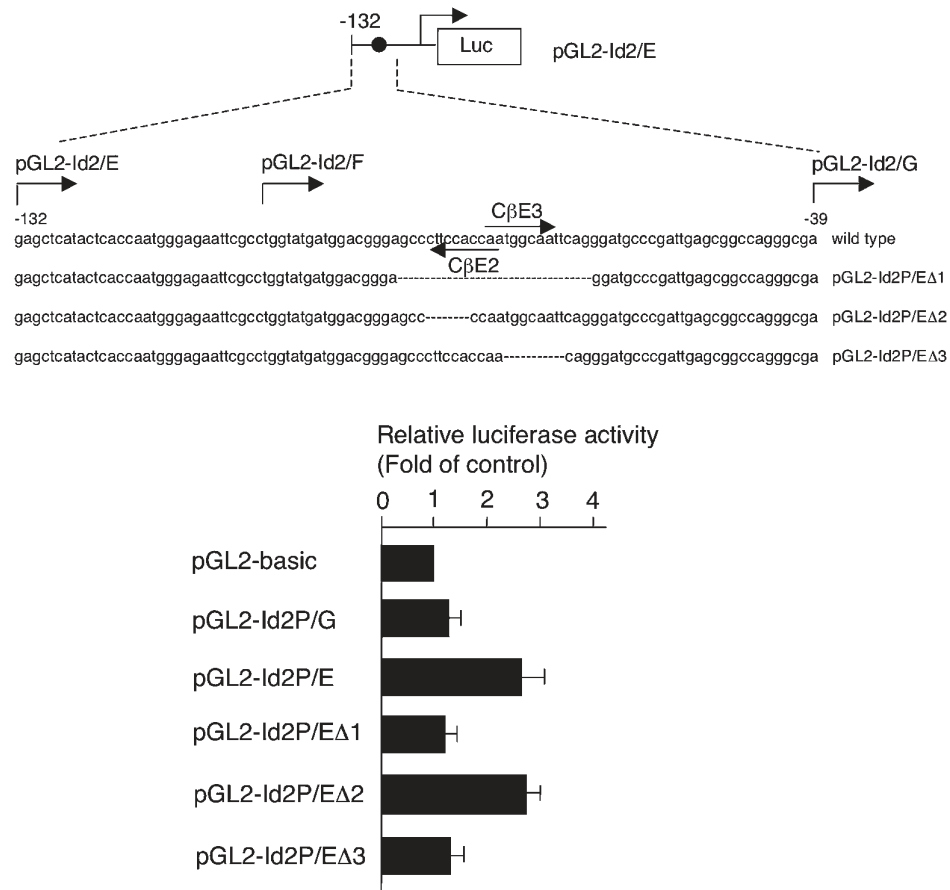 -132
Luc
pGL2-Id2/E
pGL2-Id2/E
pGL2-Id2/F
pGL2-Id2/G
-132
CβE3
-39
gagctcatactcaccaatgggagaattcgcctggtatgatggacgggagcccttccaccaatggcaattcagggatgcccgattgagcggccagggcga wild type
CβE2
gagctcatactcaccaatgggagaattcgcctggtatgatggacggga----------------------------ggatgcccgattgagcggccagggcga pGL2-Id2P/EΔ1
gagctcatactcaccaatgggagaattcgcctggtatgatggacgggagcc-------ccaatggcaattcagggatgcccgattgagcggccagggcga pGL2-Id2P/EΔ2
gagctcatactcaccaatgggagaattcgcctggtatgatggacgggagcccttccaccaa----------cagggatgcccgattgagcggccagggcga pGL2-Id2P/EΔ3
Relative luciferase activity
(Fold of control)
0 1 2 3 4
pGL2-basic
pGL2-Id2P/G
pGL2-Id2P/E
pGL2-Id2P/EΔ1
pGL2-Id2P/EΔ2
pGL2-Id2P/EΔ3